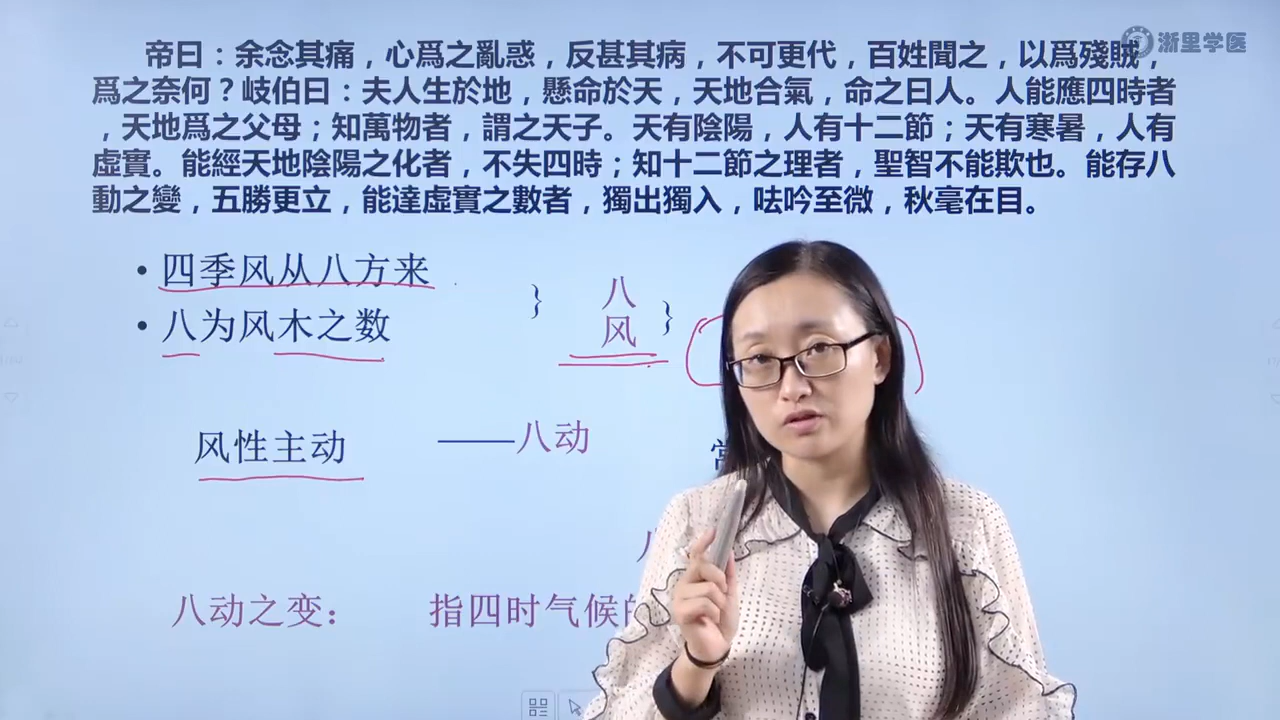 浙里学医
帝曰：余念其痛，心爲之亂惑，反甚其病，不可更代，百姓聞之，以爲殘賊，
爲之奈何？岐伯曰：夫人生於地，懸命於天，天地合氣，命之曰人。人能應四時者
，天地爲之父母；知萬物者，謂之天子。天有陰陽，人有十二節；天有寒暑，人有
虛實。能經天地陰陽之化者，不失四時；知十二節之理者，聖智不能欺也。能存八
動之變，五勝更立，能達虛實之數者，獨出獨入，呿吟至微，秋毫在目。
• 四季风从八方来
• 八为风木之数
} 八风 }
风性主动 ——八动
八动之变： 指四时气候